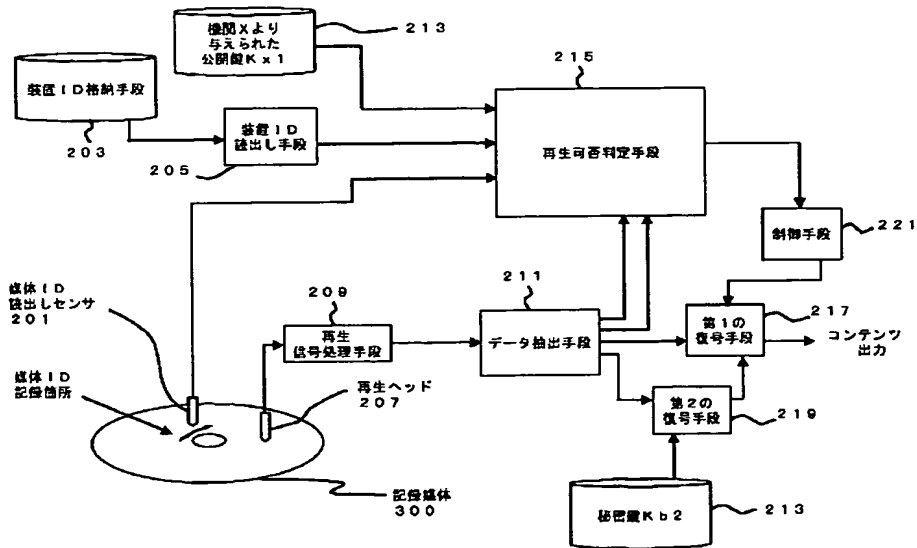 機関Xより
与えられた
公開鍵Kx1
213
装置ID格納手段
203
装置ID
読出し手段
205
215
再生可否判定手段
制御手段
221
媒体ID
読出しセンサ
201
209
再生
信号処理手段
211
データ抽出手段
第1の
復号手段
217
コンテンツ
出力
媒体ID
記録箇所
再生ヘッド
207
第2の
復号手段
219
記録媒体
300
秘密鍵Kb2
213